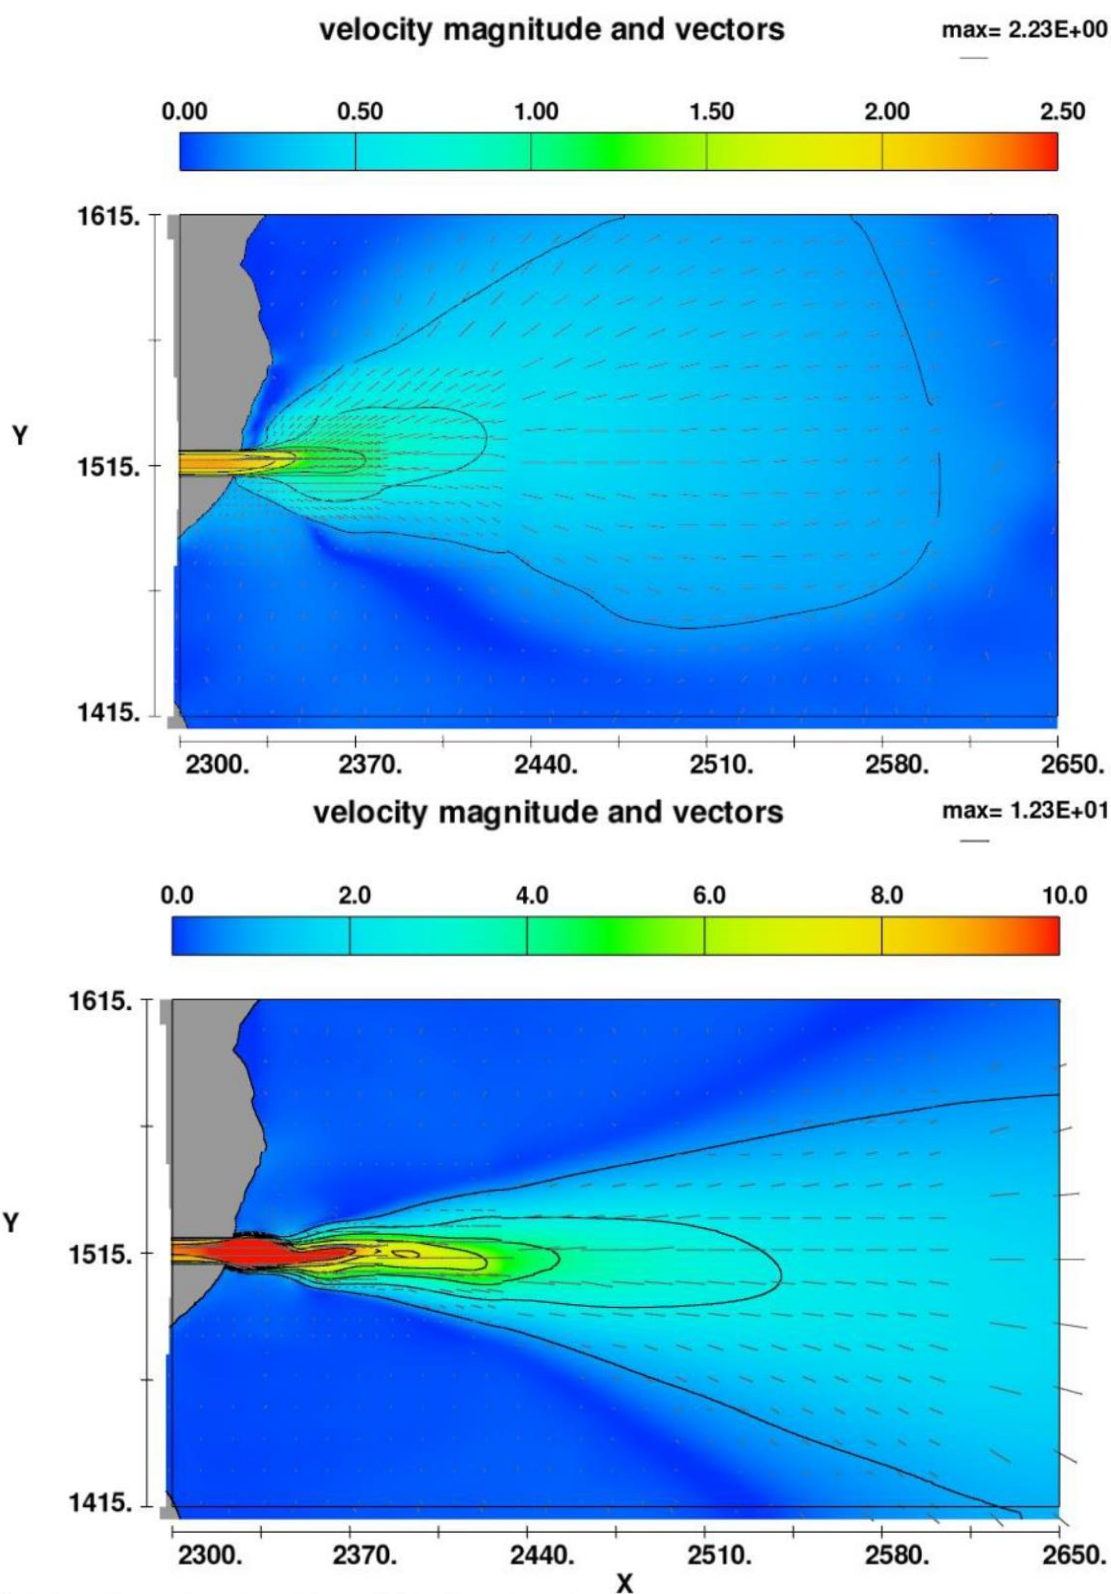 velocity magnitude and vectors max= 2.23E+00
0.00 0.50 1.00 1.50 2.00 2.50
1615.
Y
1515.
1415.
2300. 2370. 2440. 2510. 2580. 2650.
velocity magnitude and vectors max= 1.23E+01
0.0 2.0 4.0 6.0 8.0 10.0
1615.
Y
1515.
1415.
2300. 2370. 2440. 2510. 2580. 2650.
X